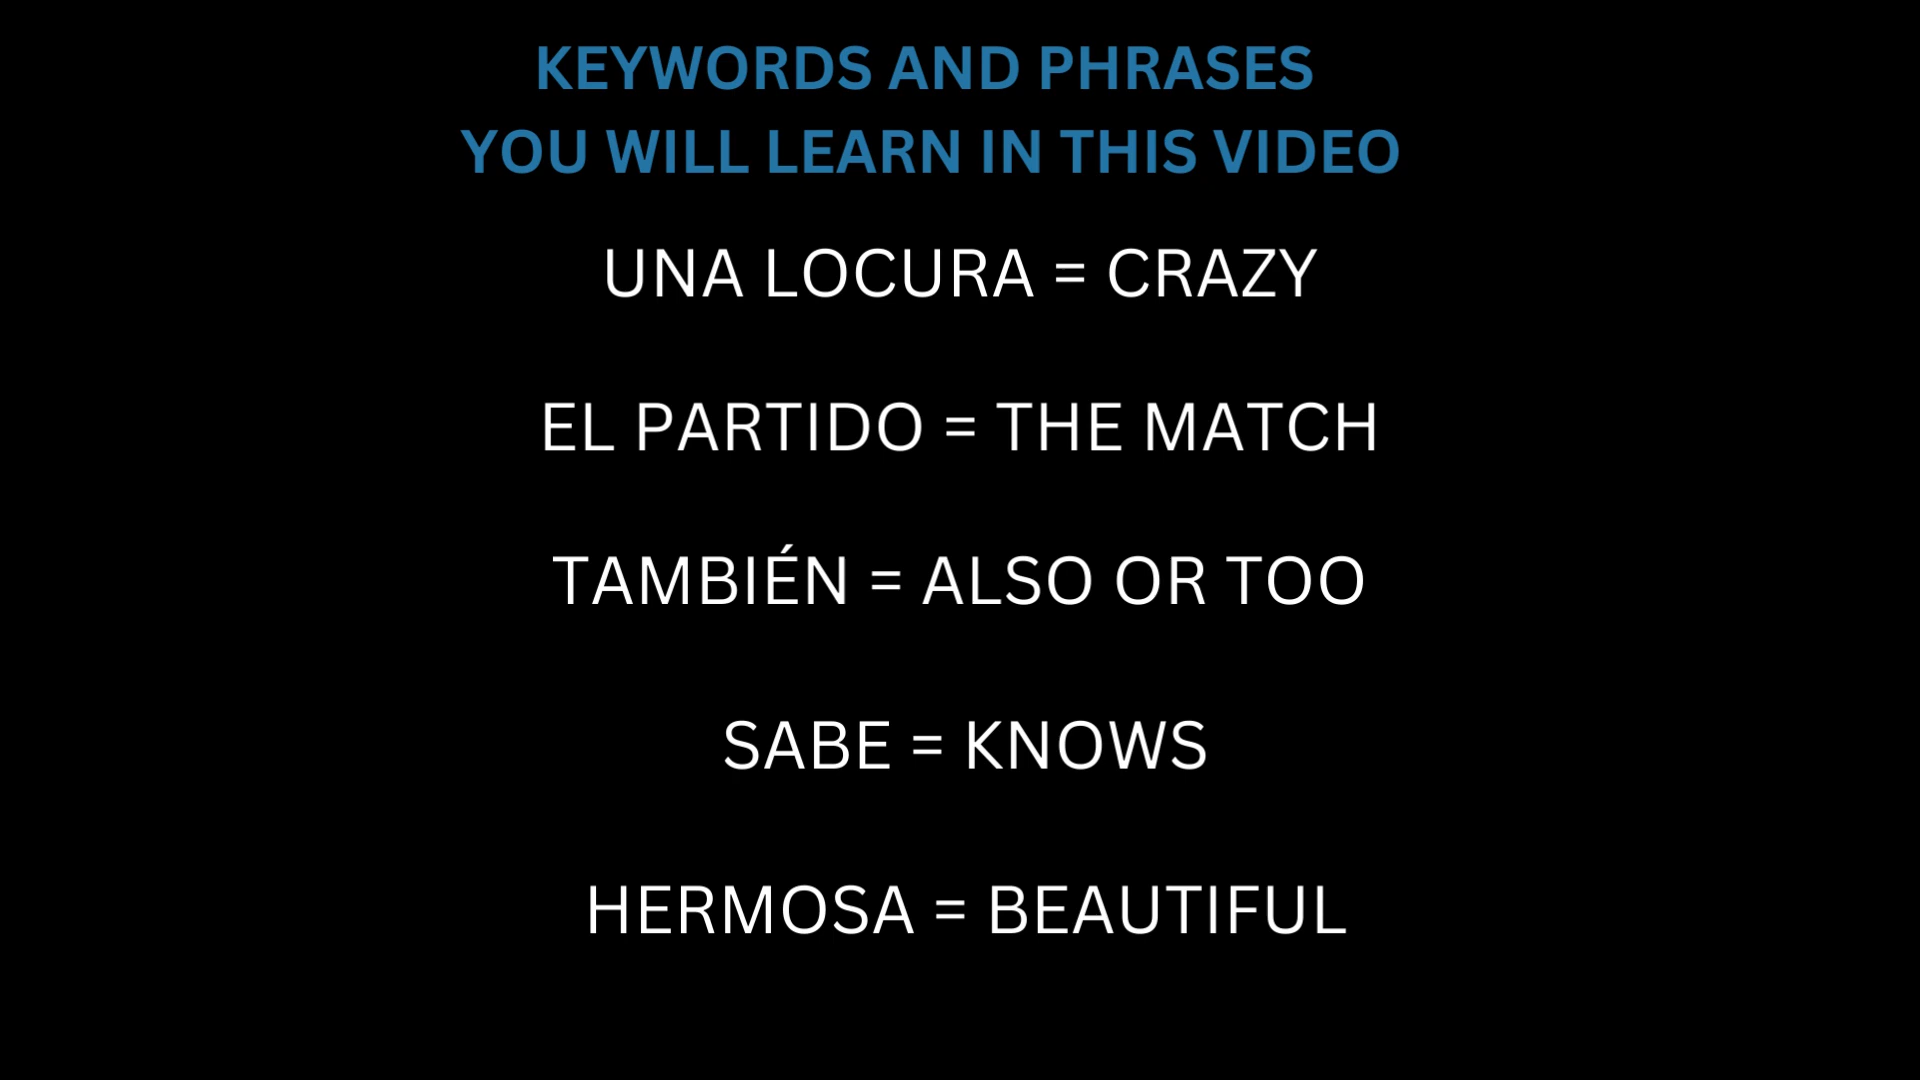 KEYWORDS AND PHRASES
YOU WILL LEARN IN THIS VIDEO
UNA LOCURA = CRAZY
EL PARTIDO = THE MATCH
TAMBIÉN = ALSO OR TOO
SABE = KNOWS
HERMOSA = BEAUTIFUL